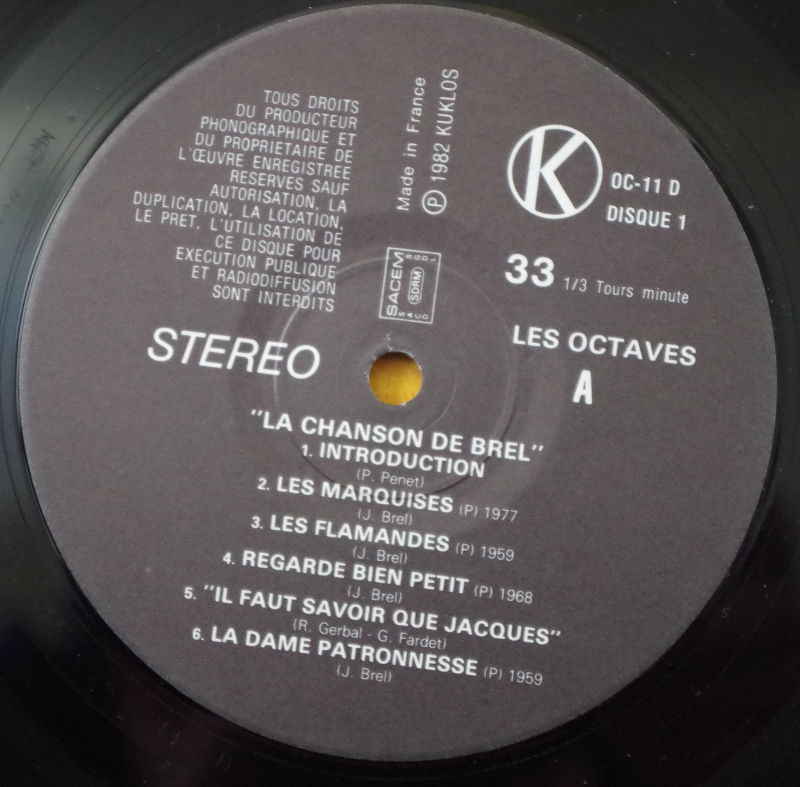 TOUS DROITS
DU PRODUCTEUR
PHONOGRAPHIQUE ET
DU PROPRIETAIRE DE
L'ŒUVRE ENREGISTREE
RESERVES SAUF
AUTORISATION, LA
DUPLICATION, LA LOCATION,
LE PRET, L'UTILISATION DE
CE DISQUE POUR
EXECUTION PUBLIQUE
ET RADIODIFFUSION
SONT INTERDITS
Made in France
Ⓟ 1982 KUKLOS
K
OC-11 D
DISQUE 1
33 1/3 Tours minute
SACEM
SDRM
SACD
SGDL
STEREO
LES OCTAVES
A
"LA CHANSON DE BREL"
1. INTRODUCTION
(P. Penet)
2. LES MARQUISES (P) 1977
(J. Brel)
3. LES FLAMANDES (P) 1959
(J. Brel)
4. REGARDE BIEN PETIT (P) 1968
(J. Brel)
5. "IL FAUT SAVOIR QUE JACQUES"
(R. Gerbal - G. Fardet)
6. LA DAME PATRONNESSE (P) 1959
(J. Brel)